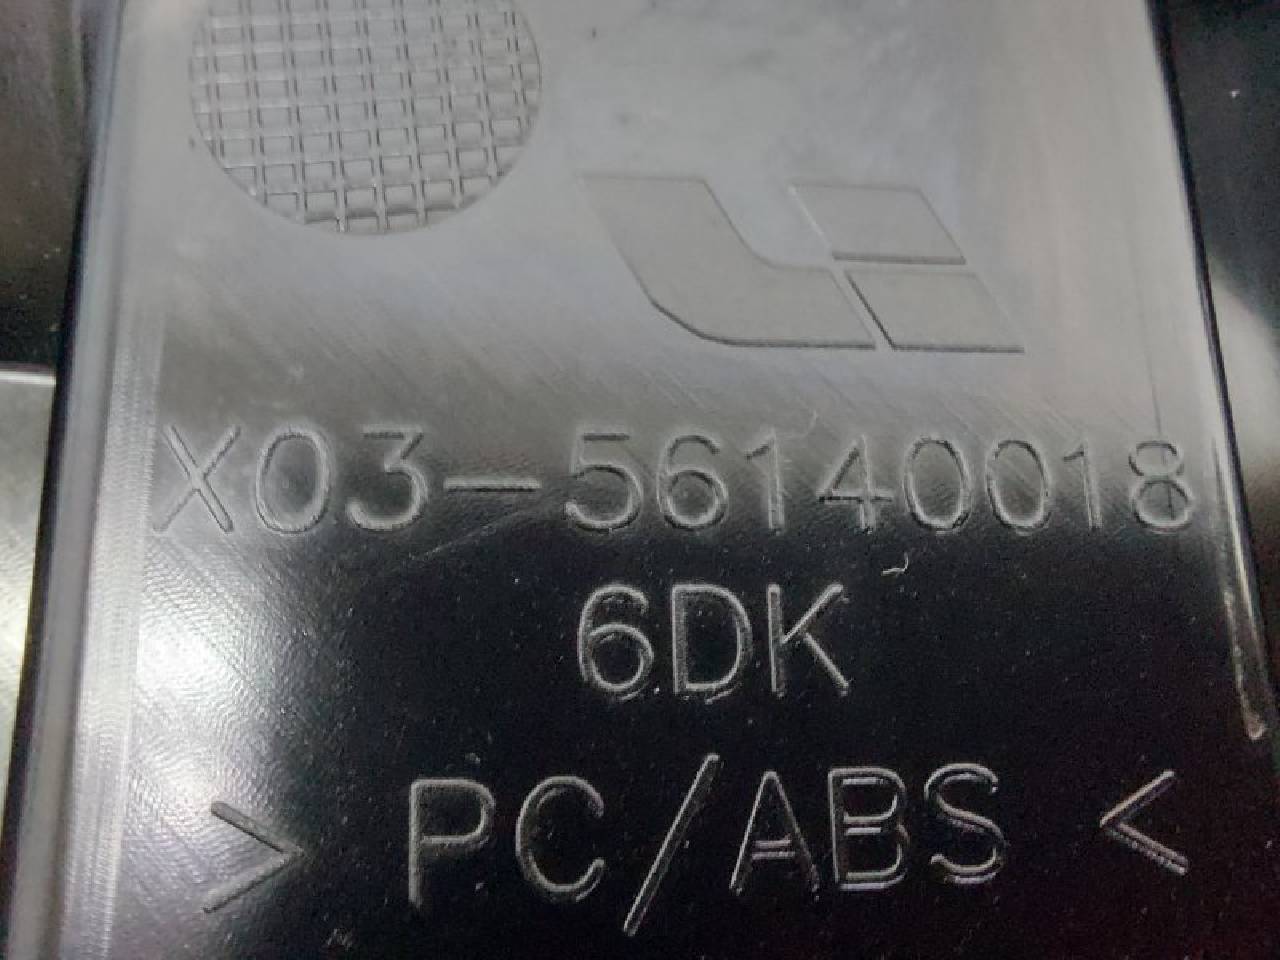 X03-56140018
6DK
> PC/ABS <